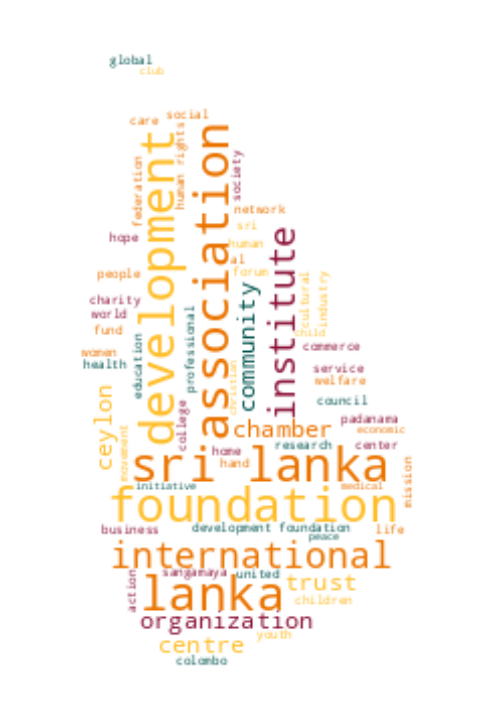 global
club
social
care
development
association
human rights
federation
society
network
sri
hope
institute
human
al
people
forum
cultural
industry
community
charity
world
professional
fund
child
education
commerce
women
health
service
christian
welfare
ceylon
council
college
padanama
chamber
economic
movement
research
center
home
sri lanka
hand
mission
initiative
medical
foundation
business
development foundation
life
peace
international
sangamaya
united
action
lanka
trust
children
organization
youth
centre
colombo